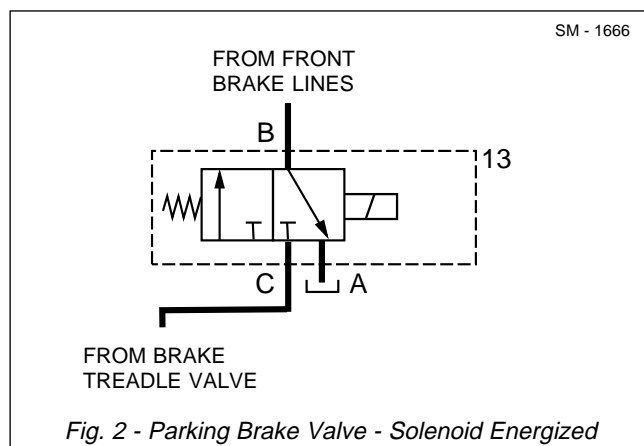 SM - 1666
FROM FRONT
BRAKE LINES
B
13
C
A
FROM BRAKE
TREADLE VALVE
Fig. 2 - Parking Brake Valve - Solenoid Energized